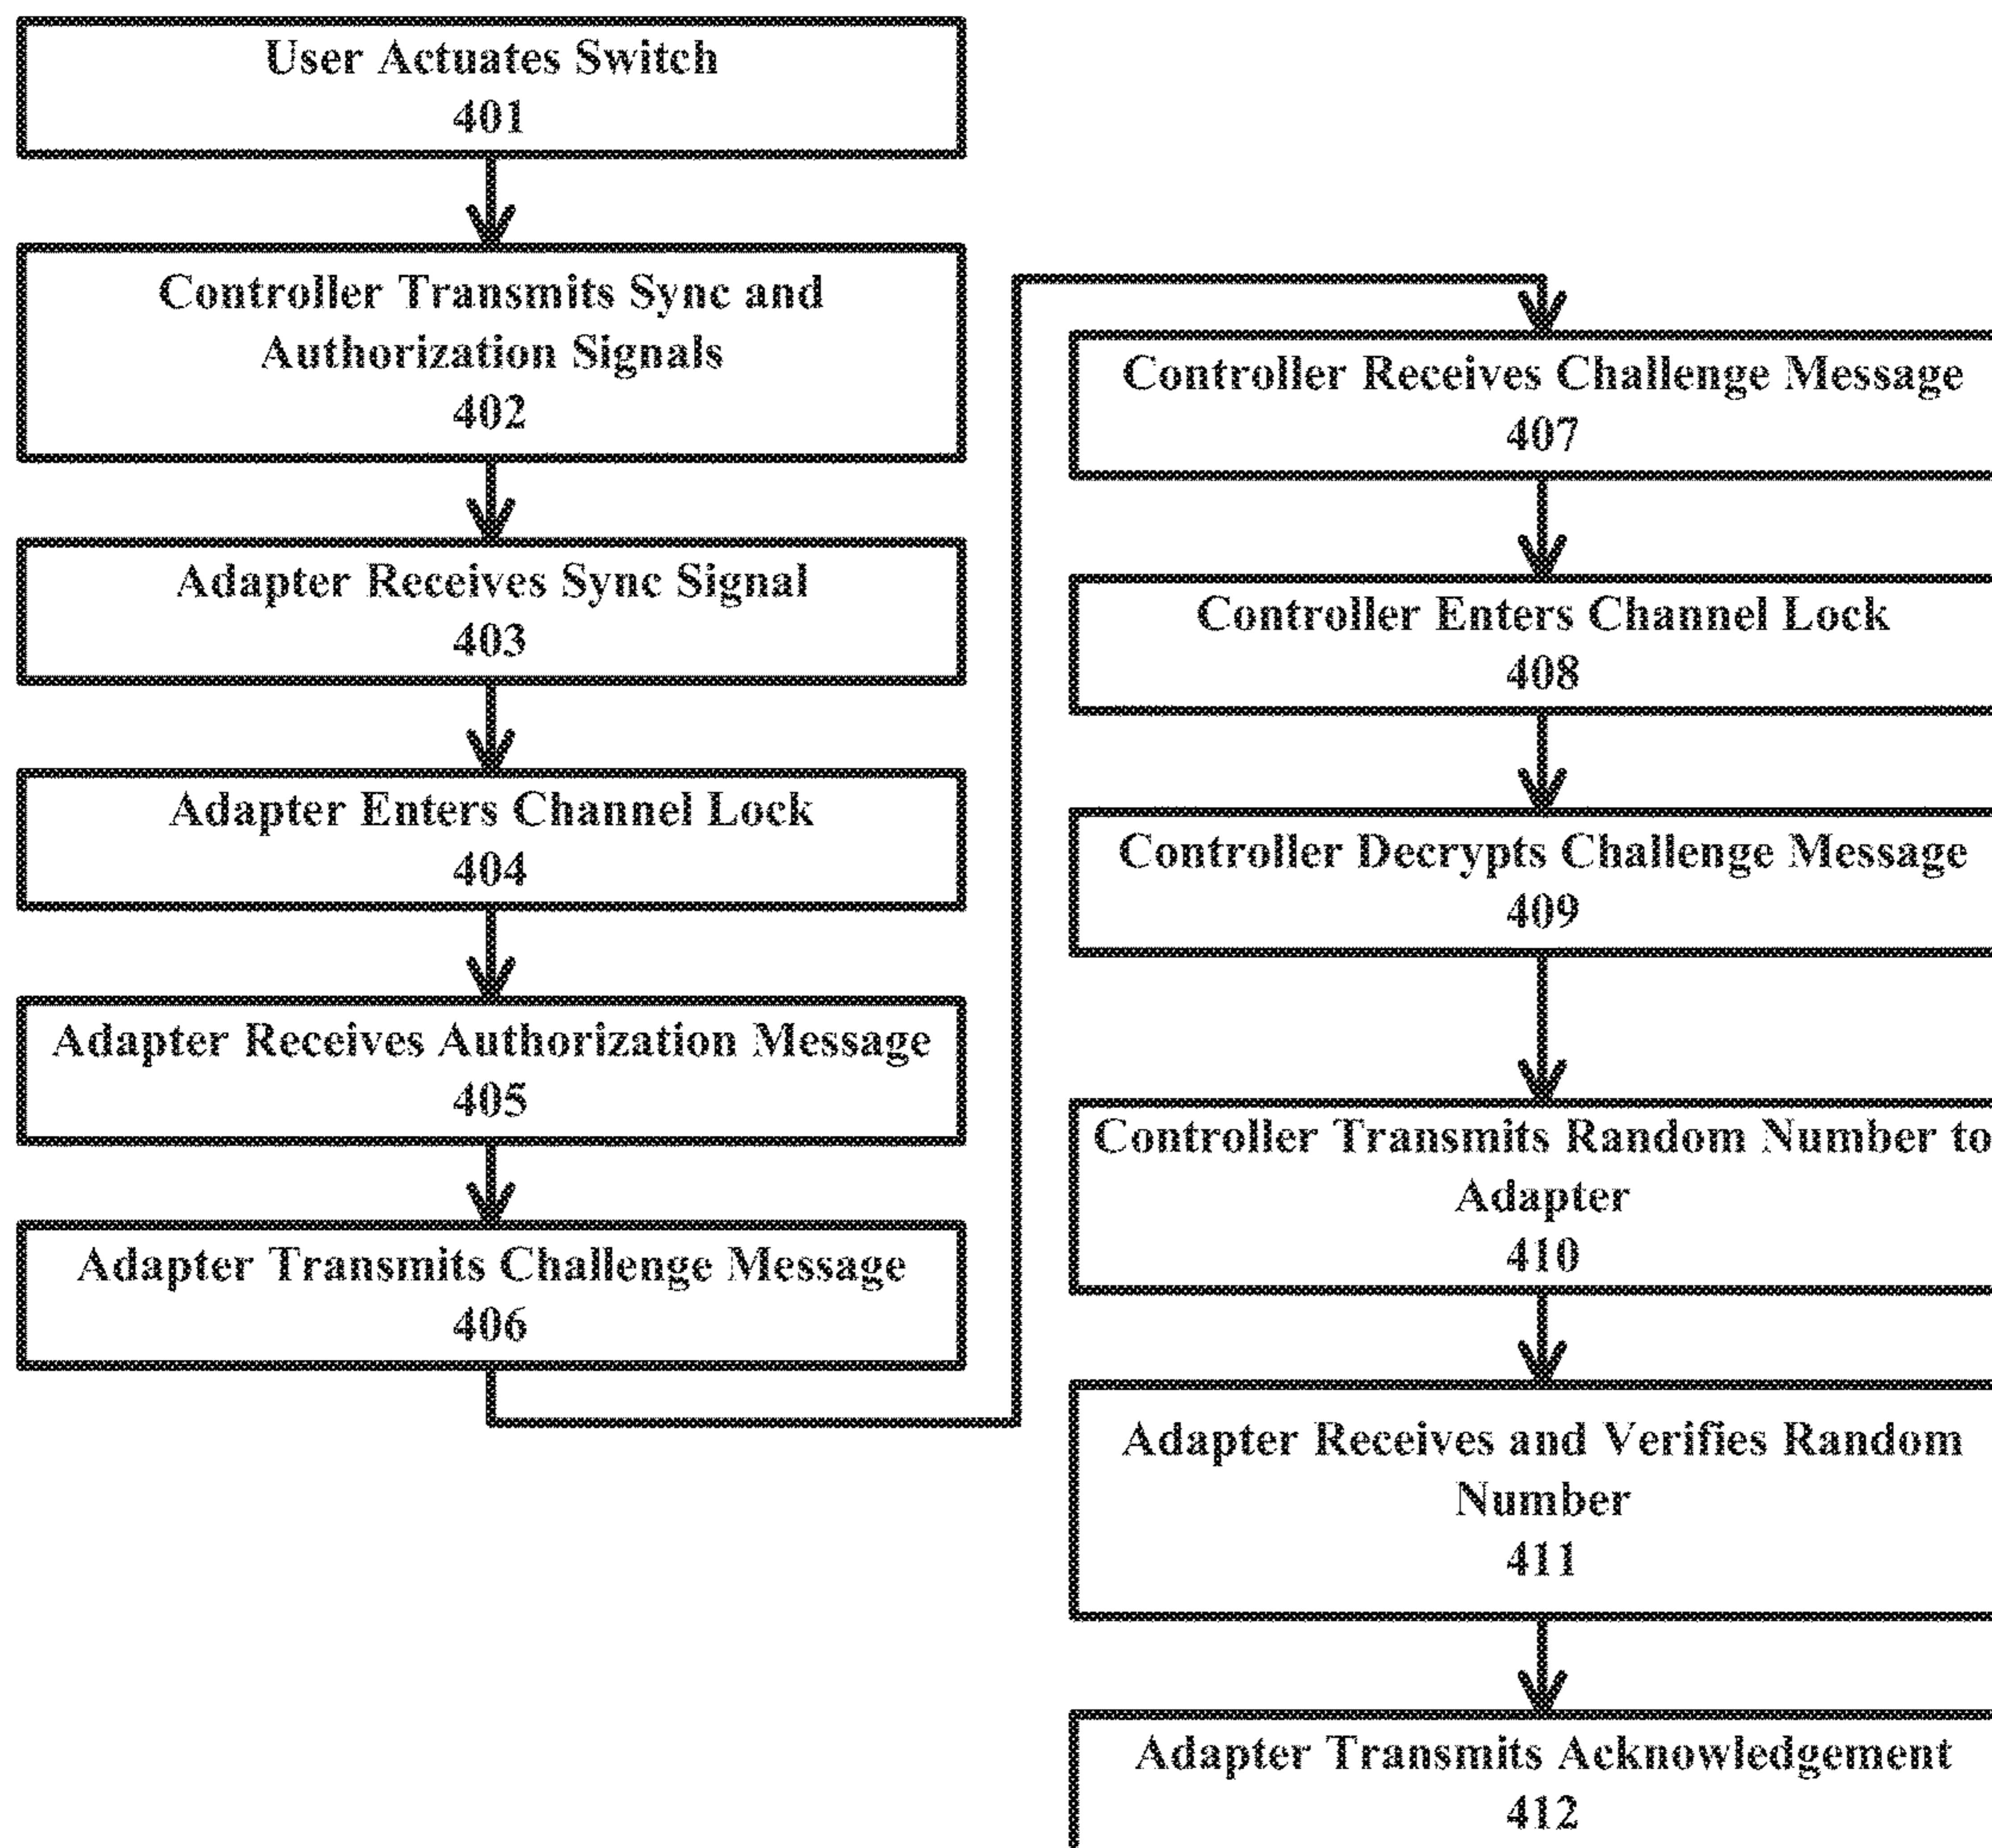 User Actuates Switch
401
Controller Transmits Sync and
Authorization Signals
402
Adapter Receives Sync Signal
403
Adapter Enters Channel Lock
404
Adapter Receives Authorization Message
405
Adapter Transmits Challenge Message
406
Controller Receives Challenge Message
407
Controller Enters Channel Lock
408
Controller Decrypts Challenge Message
409
Controller Transmits Random Number to
Adapter
410
Adapter Receives and Verifies Random
Number
411
Adapter Transmits Acknowledgement
412